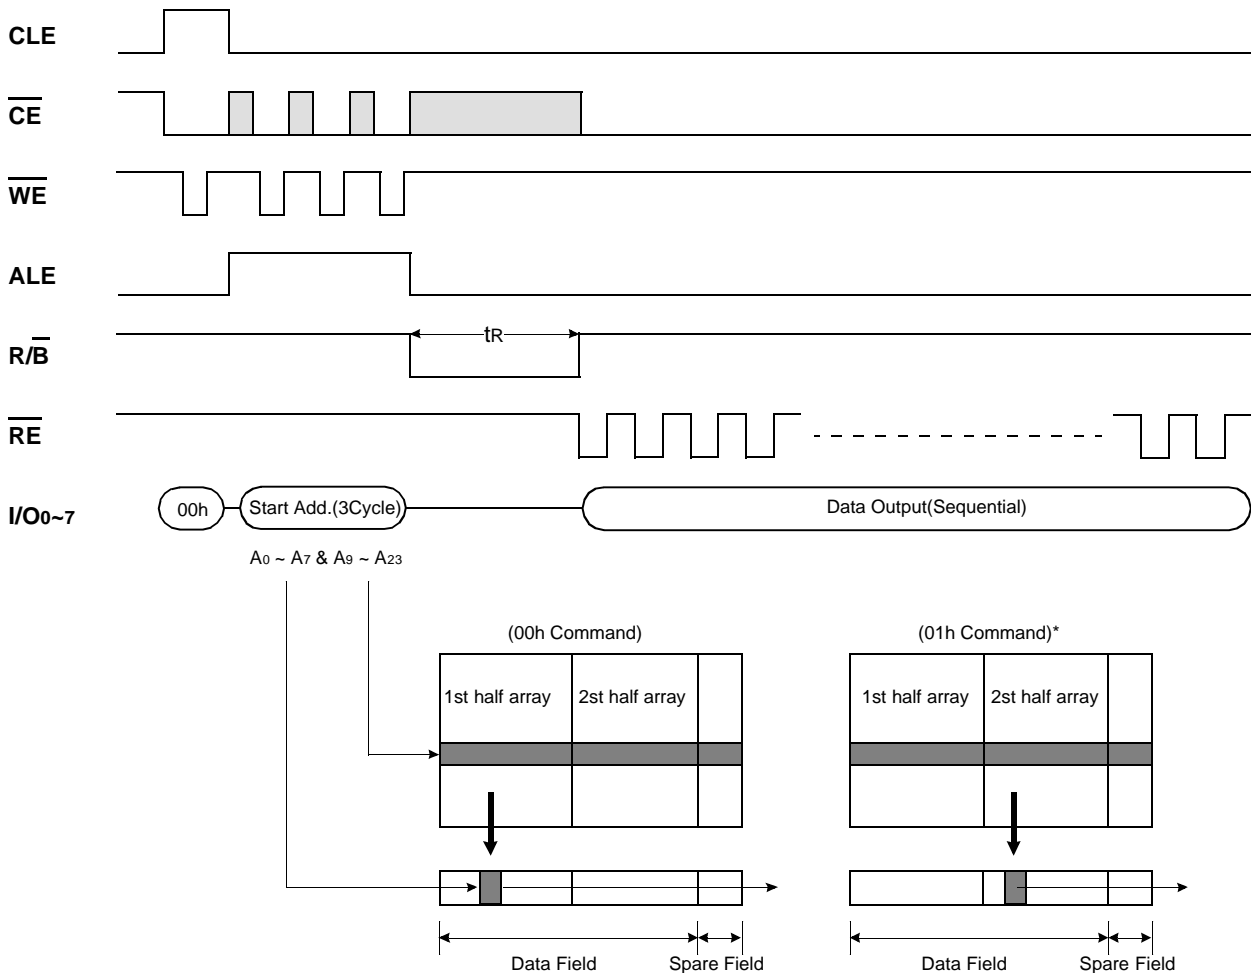 CLE
CE
WE
ALE
R/B
tR
RE
I/O0~7
00h
Start Add.(3Cycle)
Data Output(Sequential)
A0 ~ A7 & A9 ~ A23
(00h Command)
(01h Command)*
1st half array
2st half array
1st half array
2st half array
Data Field
Spare Field
Data Field
Spare Field